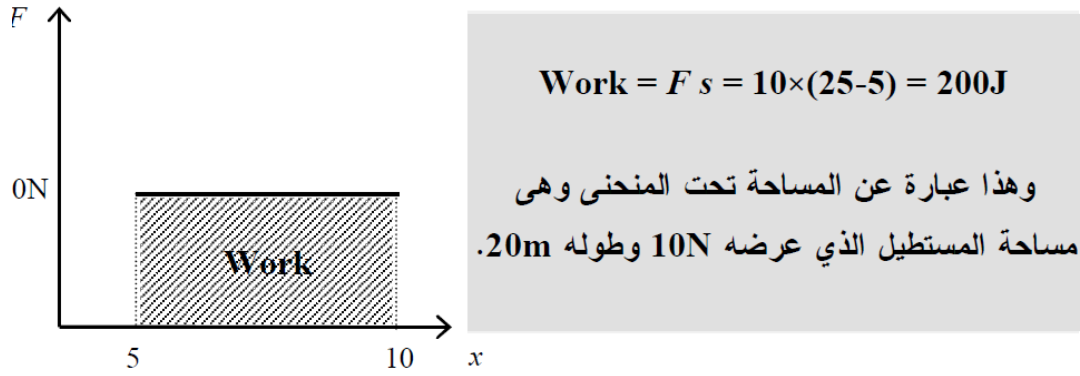 F
0N
Work
5 10 x
Work = F s = 10×(25-5) = 200J
وهذا عبارة عن المساحة تحت المنحنى وهى
مساحة المستطيل الذي عرضه 10N وطوله 20m.